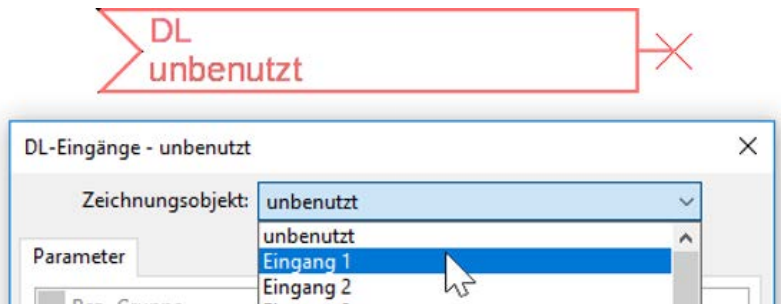 DL
unbenutzt
DL-Eingänge - unbenutzt
Zeichnungsobjekt: unbenutzt
unbenutzt
Parameter
Eingang 1
Eingang 2